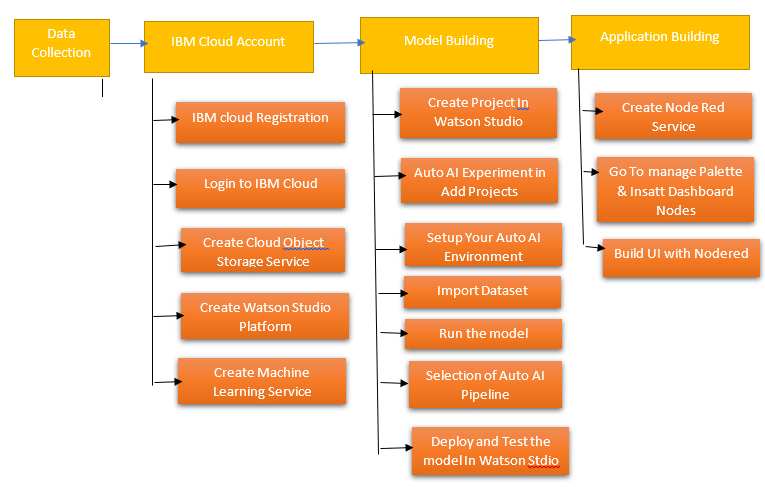 Data
Collection
IBM Cloud Account
Model Building
Application Building
IBM cloud Registration
Login to IBM Cloud
Create Cloud Object
Storage Service
Create Watson Studio
Platform
Create Machine
Learning Service
Create Project In
Watson Studio
Auto AI Experiment in
Add Projects
Setup Your Auto AI
Environment
Import Dataset
Run the model
Selection of Auto AI
Pipeline
Deploy and Test the
model In Watson Stdio
Create Node Red
Service
Go To manage Palette
& Insatt Dashboard
Nodes
Build UI with Nodered